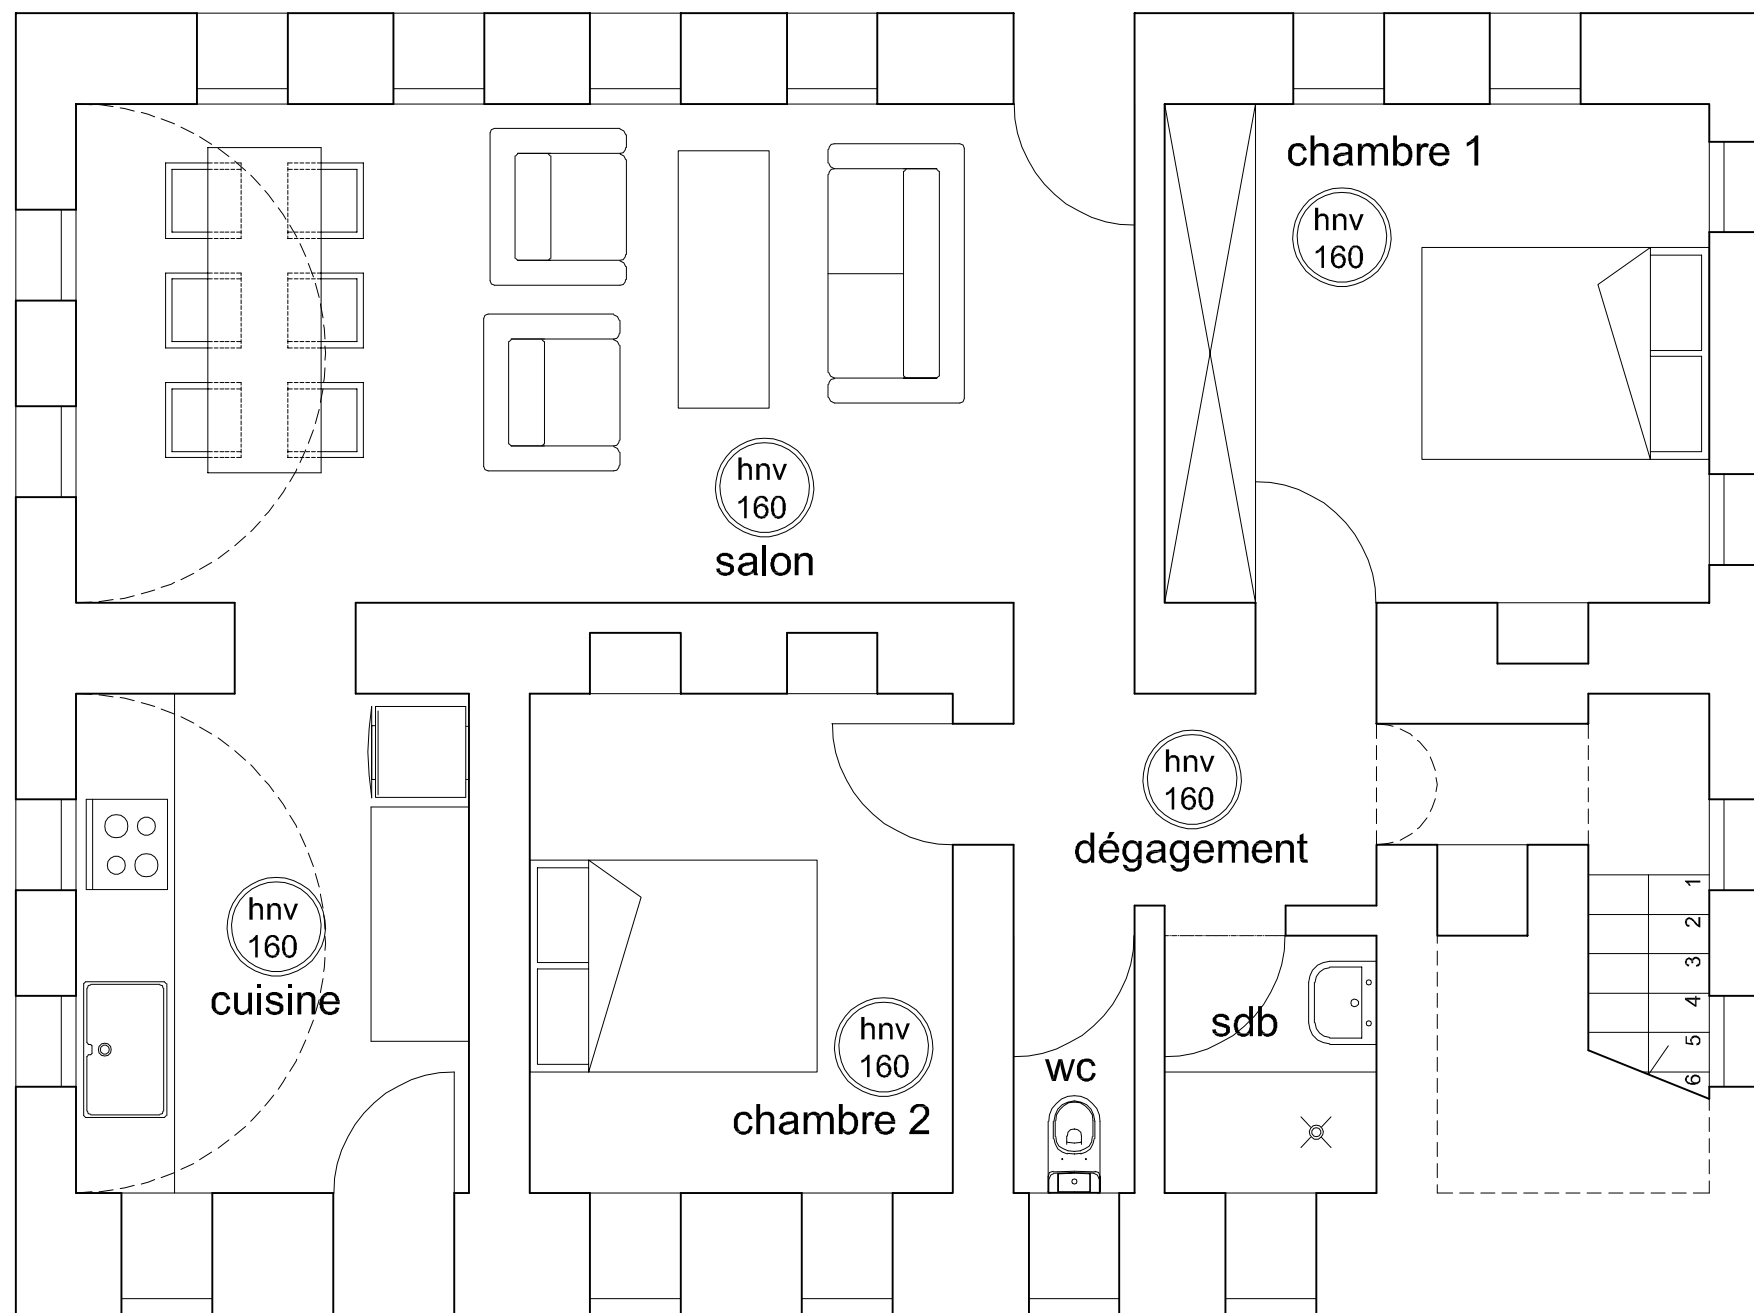 chambre 1
hnv
160
hnv
160
salon
hnv
160
dégagement
hnv
160
cuisine
hnv
160
chambre 2
wc
sdb
1
2
3
4
5
6